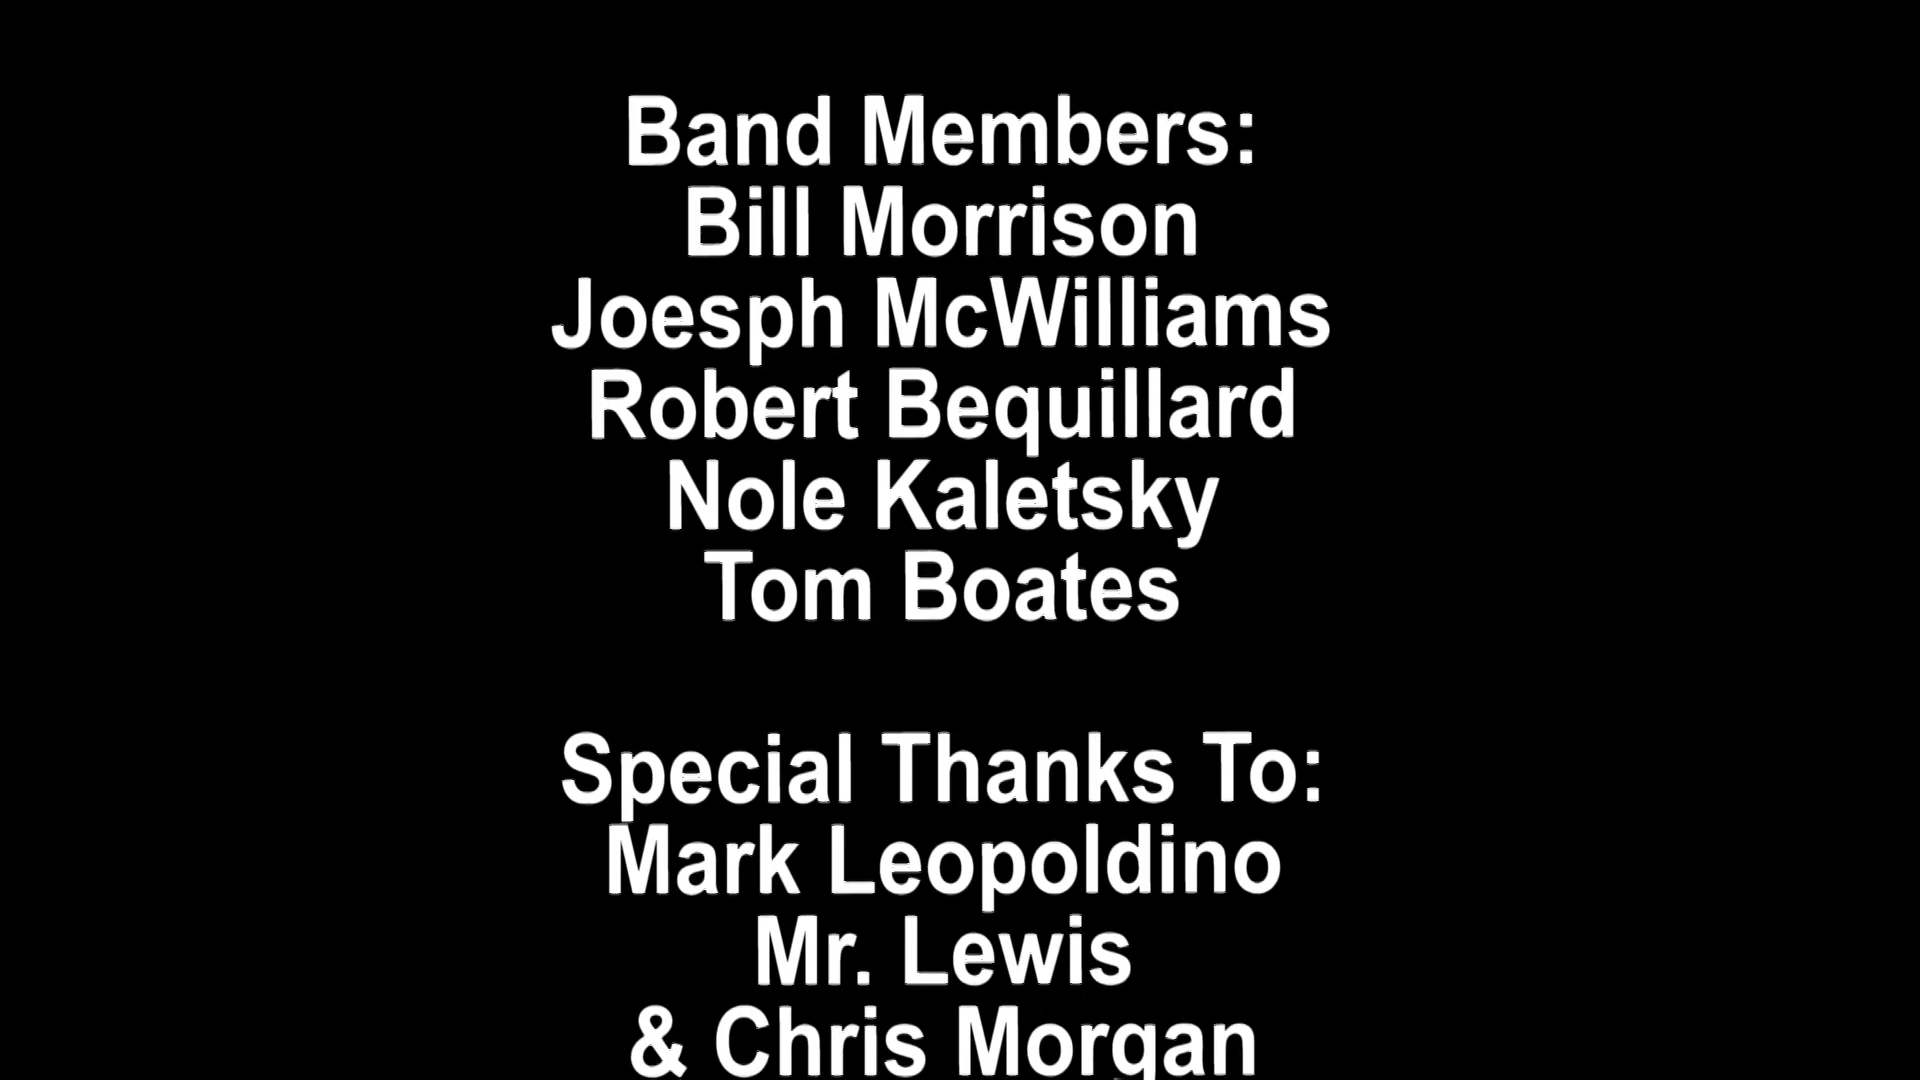 Band Members:
Bill Morrison
Joesph McWilliams
Robert Bequillard
Nole Kaletsky
Tom Boates
Special Thanks To:
Mark Leopoldino
Mr. Lewis
& Chris Morgan